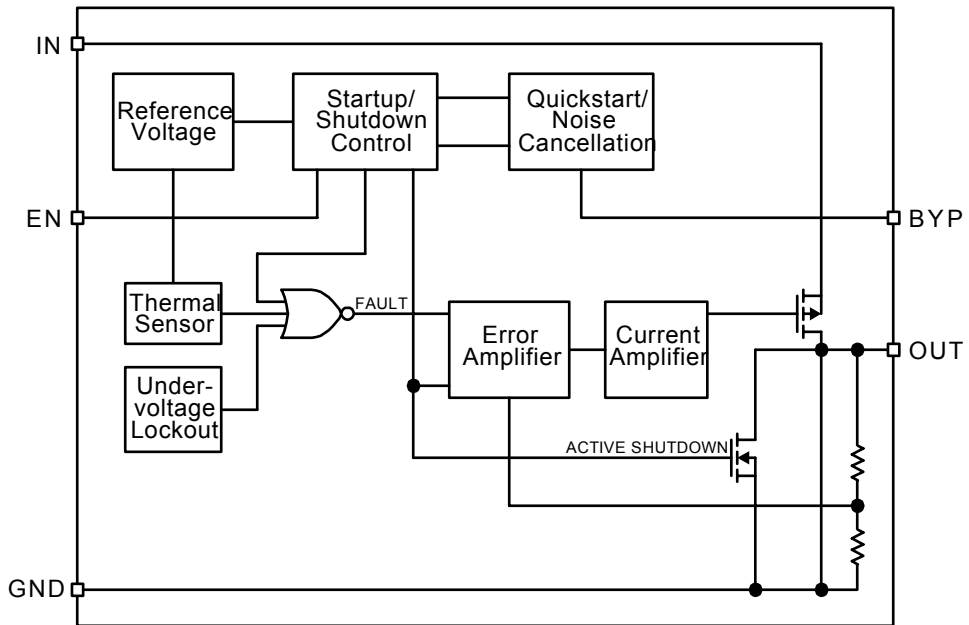 IN
Reference
Voltage
Startup/
Shutdown
Control
Quickstart/
Noise
Cancellation
EN
BYP
Thermal
Sensor
FAULT
Error
Amplifier
Current
Amplifier
OUT
Under-
voltage
Lockout
ACTIVE SHUTDOWN
GND